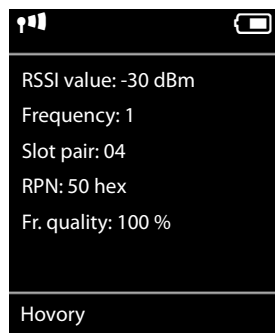 RSSI value: -30 dBm
Frequency: 1
Slot pair: 04
RPN: 50 hex
Fr. quality: 100 %
Hovory